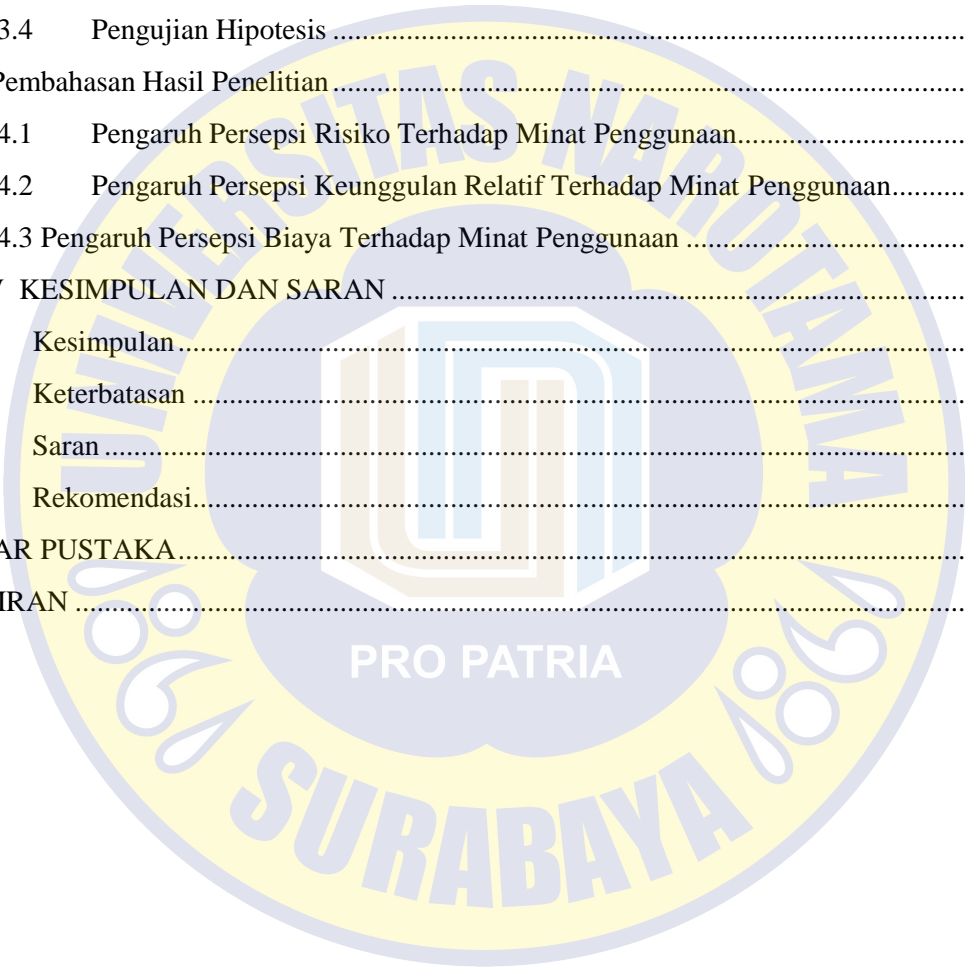 3.4 Pengujian Hipotesis ....................
Pembahasan Hasil Penelitian ....................
4.1 Pengaruh Persepsi Risiko Terhadap Minat Penggunaan....................
4.2 Pengaruh Persepsi Keunggulan Relatif Terhadap Minat Penggunaan....................
4.3 Pengaruh Persepsi Biaya Terhadap Minat Penggunaan ....................
KESIMPULAN DAN SARAN ....................
Kesimpulan ....................
Keterbatasan ....................
Saran ....................
Rekomendasi....................
AR PUSTAKA....................
IRAN ....................
UNIVERSITAS NAROTAMA
PRO PATRIA
SURABAYA